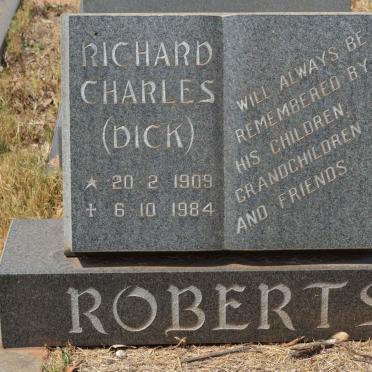 RICHARD
CHARLES
(DICK)
★ 20 2 1909
✝ 6 10 1984
WILL ALWAYS BE
REMEMBERED BY
HIS CHILDREN,
GRANDCHILDREN
AND FRIENDS.
ROBERTS